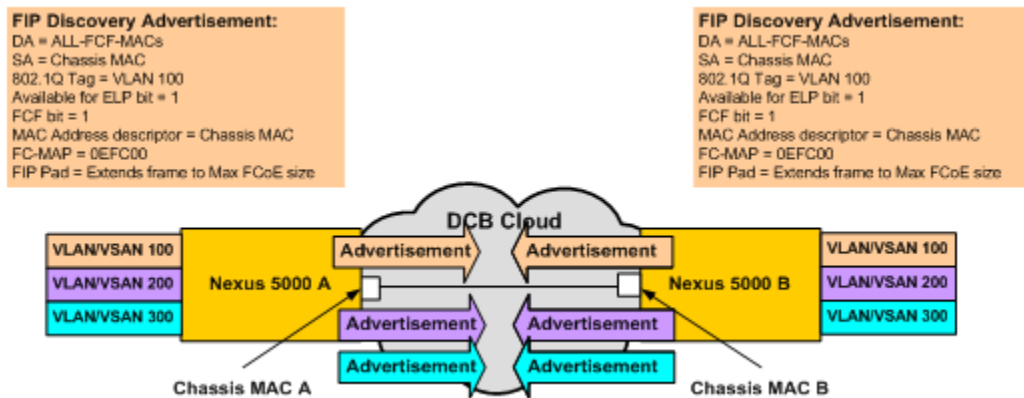 FIP Discovery Advertisement:
DA = ALL-FCF-MACs
SA = Chassis MAC
802.1Q Tag = VLAN 100
Available for ELP bit = 1
FCF bit = 1
MAC Address descriptor = Chassis MAC
FC-MAP = 0EFC00
FIP Pad = Extends frame to Max FCoE size
FIP Discovery Advertisement:
DA = ALL-FCF-MACs
SA = Chassis MAC
802.1Q Tag = VLAN 100
Available for ELP bit = 1
FCF bit = 1
MAC Address descriptor = Chassis MAC
FC-MAP = 0EFC00
FIP Pad = Extends frame to Max FCoE size
DCB Cloud
VLAN/VSAN 100
VLAN/VSAN 200
VLAN/VSAN 300
Nexus 5000 A
Advertisement
Advertisement
Nexus 5000 B
VLAN/VSAN 100
VLAN/VSAN 200
VLAN/VSAN 300
Advertisement
Advertisement
Advertisement
Advertisement
Chassis MAC A
Chassis MAC B